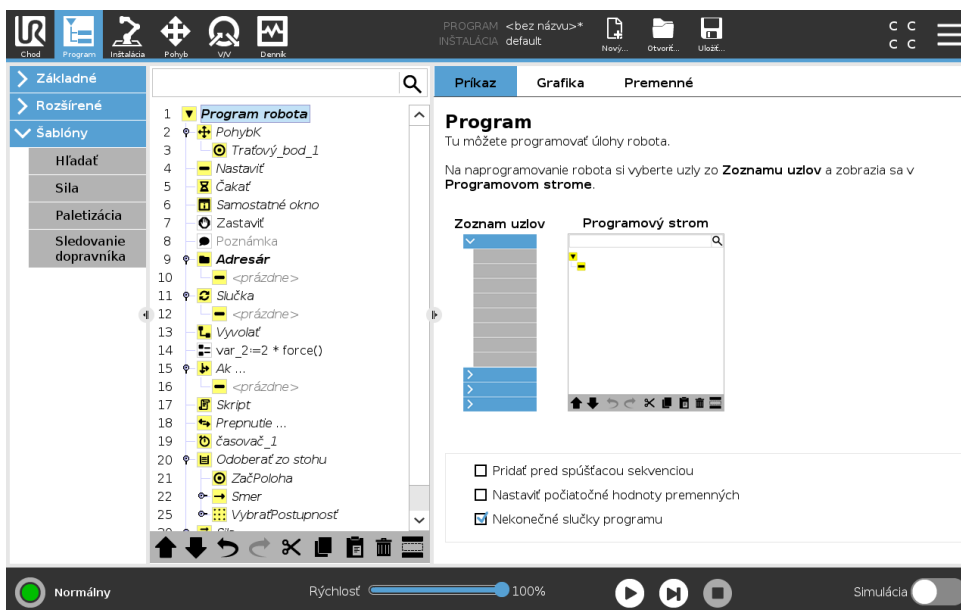 PROGRAM <bez názvu>*
INŠTALÁCIA default
Chod Program Inštalácia Pohyb V/V Denník
Nový... Otvoriť... Uložiť...
C C
C C
Základné
Rozšírené
Šablóny
Hľadať
Sila
Paletizácia
Sledovanie
dopravníka
1 Program robota
2 PohybK
3 Traťový_bod_1
4 Nastaviť
5 Čakať
6 Samostatné okno
7 Zastaviť
8 Poznámka
9 Adresár
10 <prázdne>
11 Slučka
12 <prázdne>
13 Vyvolať
14 var_2:=2 * force()
15 Ak ...
16 <prázdne>
17 Skript
18 Prepnutie ...
19 časovač_1
20 Odoberať zo stohu
21 ZačPoloha
22 Smer
25 VybraťPostupnosť
29 Sila
Príkaz Grafika Premenné
Program
Tu môžete programovať úlohy robota.
Na naprogramovanie robota si vyberte uzly zo Zoznamu uzlov a zobrazia sa v
Programovom strome.
Zoznam uzlov Programový strom
Pridať pred spúšťacou sekvenciou
Nastaviť počiatočné hodnoty premenných
Nekonečné slučky programu
Normálny
Rýchlosť 100%
Simulácia